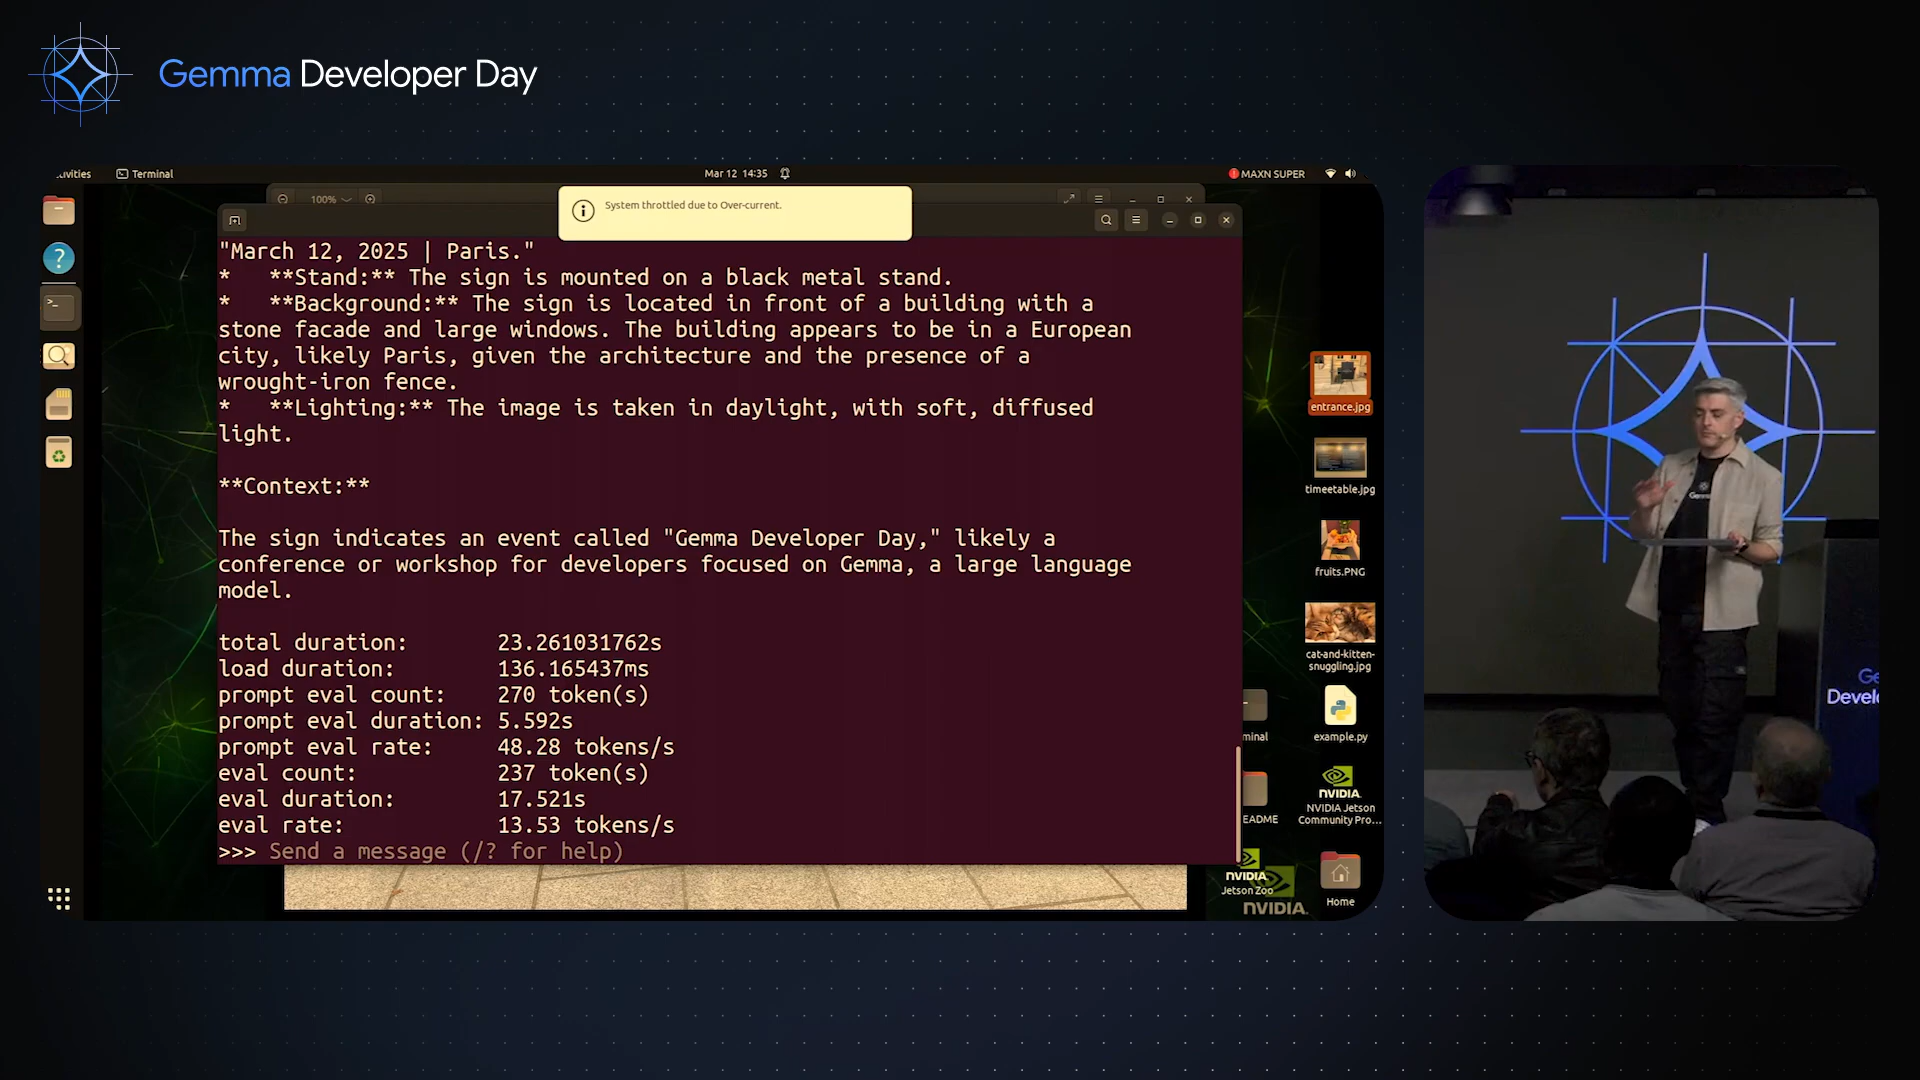 Gemma Developer Day
Terminal
Mar 12 14:35
MAXN SUPER
100%
System throttled due to Over-current.
"March 12, 2025 | Paris."
*   **Stand:** The sign is mounted on a black metal stand.
*   **Background:** The sign is located in front of a building with a
stone facade and large windows. The building appears to be in a European
city, likely Paris, given the architecture and the presence of a
wrought-iron fence.
*   **Lighting:** The image is taken in daylight, with soft, diffused
light.
**Context:**
The sign indicates an event called "Gemma Developer Day," likely a
conference or workshop for developers focused on Gemma, a large language
model.
total duration:       23.261031762s
load duration:        136.165437ms
prompt eval count:    270 token(s)
prompt eval duration: 5.592s
prompt eval rate:     48.28 tokens/s
eval count:           237 token(s)
eval duration:        17.521s
eval rate:            13.53 tokens/s
>>> Send a message (/? for help)
entrance.jpg
timeetable.jpg
fruits.PNG
cat-and-kitten-
snuggling.jpg
example.py
NVIDIA.
NVIDIA Jetson
Community Pro...
NVIDIA.
Jetson Zoo
NVIDIA.
Home